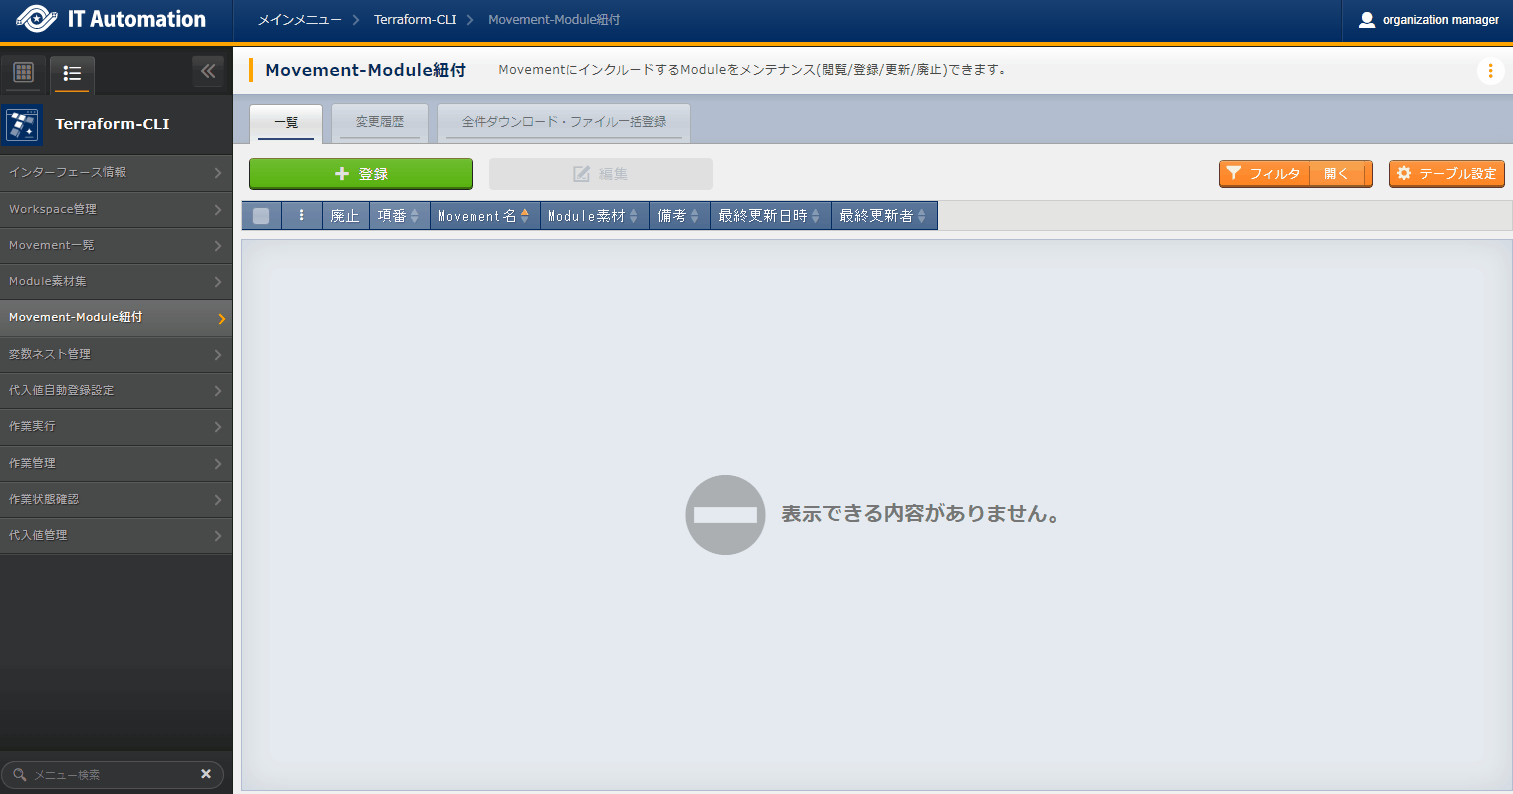 IT Automation
メインメニュー
Terraform-CLI
Movement-Module紐付
organization manager
Movement-Module紐付
MovementにインクルードするModuleをメンテナンス(閲覧/登録/更新/廃止)できます。
Terraform-CLI
一覧
変更履歴
全件ダウンロード・ファイル一括登録
登録
編集
フィルタ
開く
テーブル設定
廃止
項番
Movement名
Module素材
備考
最終更新日時
最終更新者
インターフェース情報
Workspace管理
Movement一覧
Module素材集
Movement-Module紐付
変数ネスト管理
代入値自動登録設定
作業実行
作業管理
作業状態確認
代入値管理
表示できる内容がありません。
メニュー検索